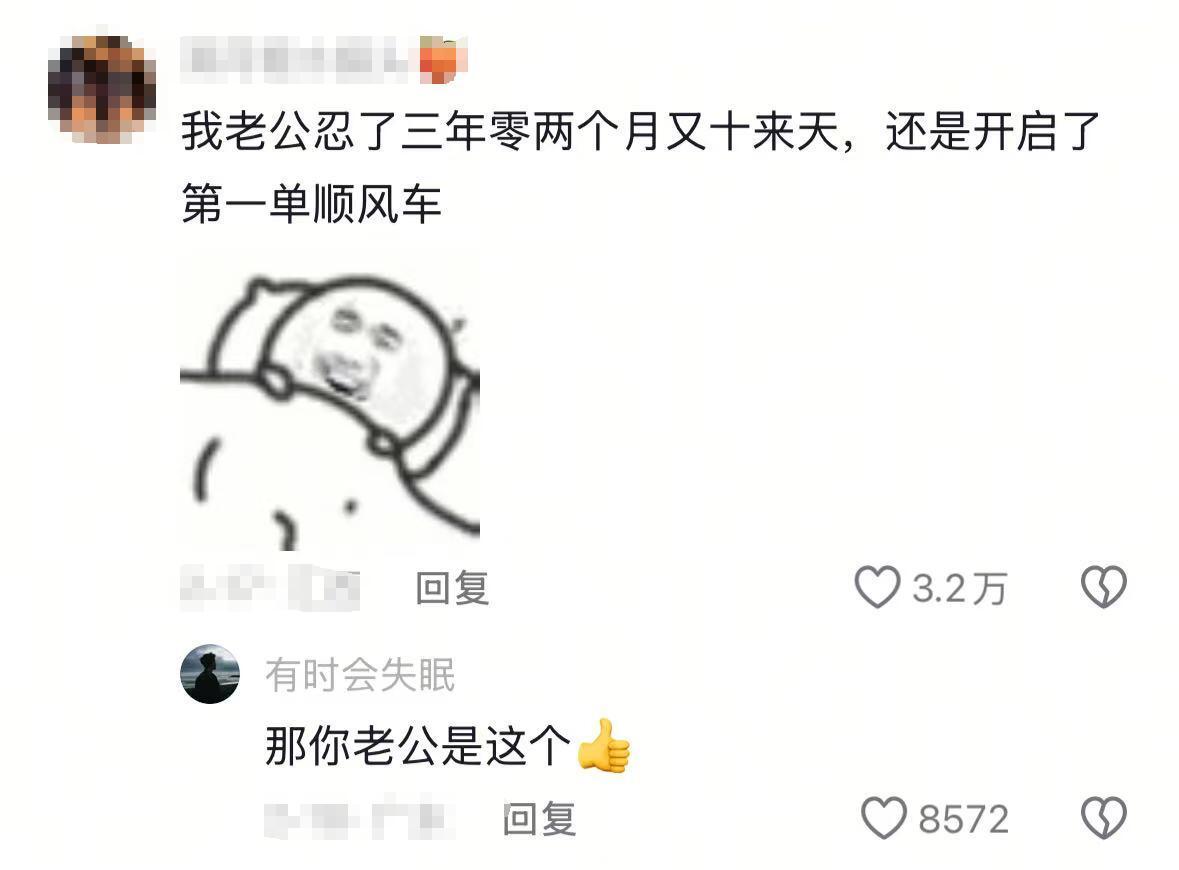 我老公忍了三年零两个月又十来天，还是开启了
第一单顺风车
回复
3.2万
有时会失眠
那你老公是这个👍
回复
8572